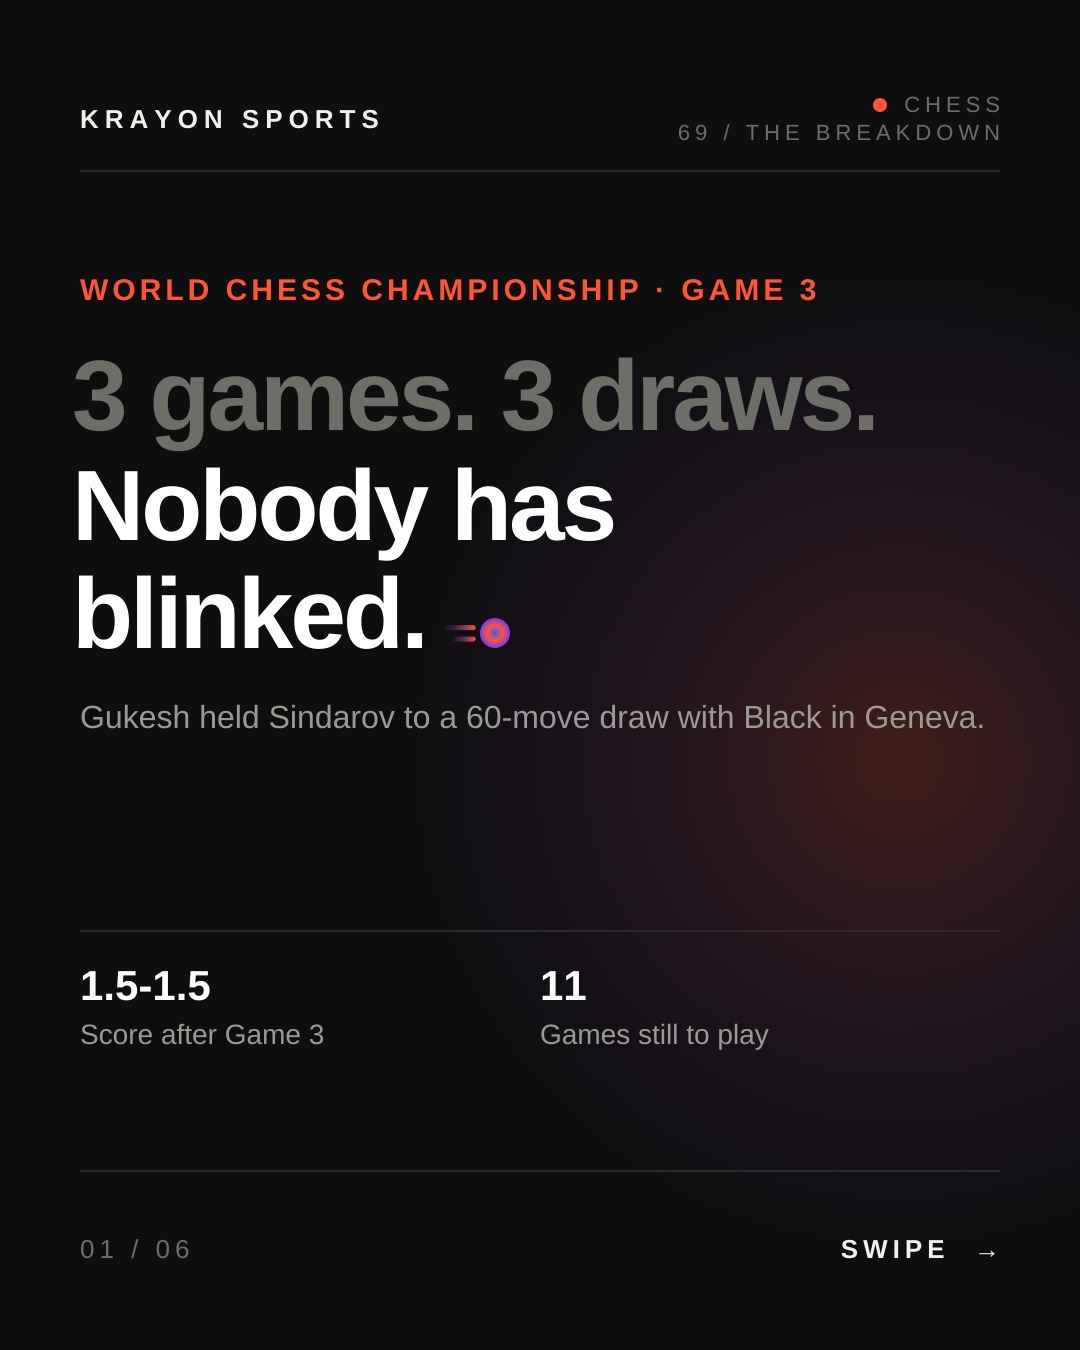 KRAYON SPORTS
CHESS
69 / THE BREAKDOWN
WORLD CHESS CHAMPIONSHIP · GAME 3
3 games. 3 draws.
Nobody has
blinked.
Gukesh held Sindarov to a 60-move draw with Black in Geneva.
1.5-1.5
Score after Game 3
11
Games still to play
01 / 06
SWIPE →